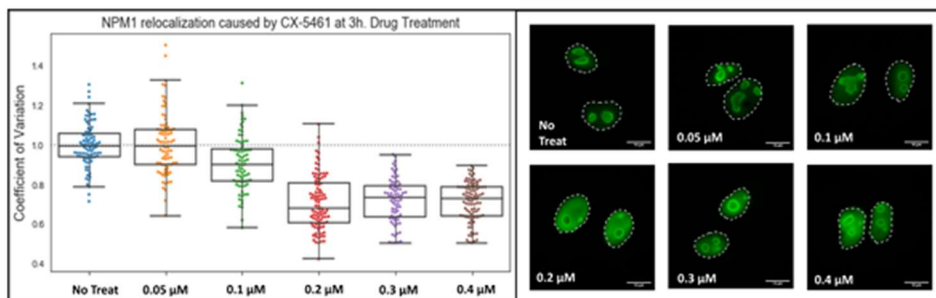 NPM1 relocalization caused by CX-5461 at 3h. Drug Treatment
Coefficient of Variation
1.4
1.2
1.0
0.8
0.6
0.4
No Treat
0.05 μM
0.1 μM
0.2 μM
0.3 μM
0.4 μM
No
Treat
0.05 μM
0.1 μM
0.2 μM
0.3 μM
0.4 μM